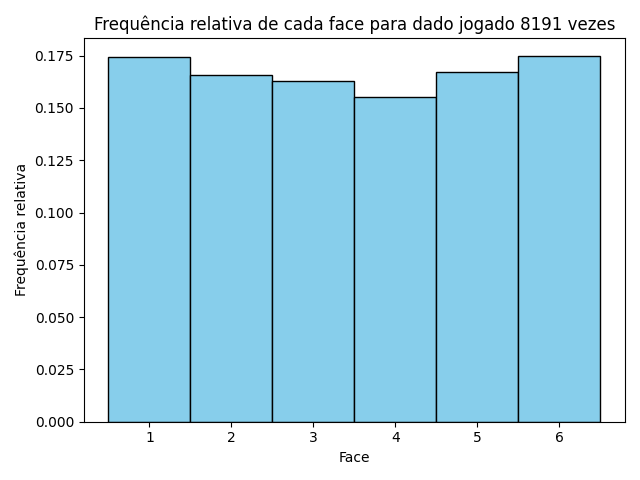 Frequência relativa de cada face para dado jogado 8191 vezes
0.175
0.150
0.125
0.100
0.075
0.050
0.025
0.000
Frequência relativa
1 2 3 4 5 6
Face